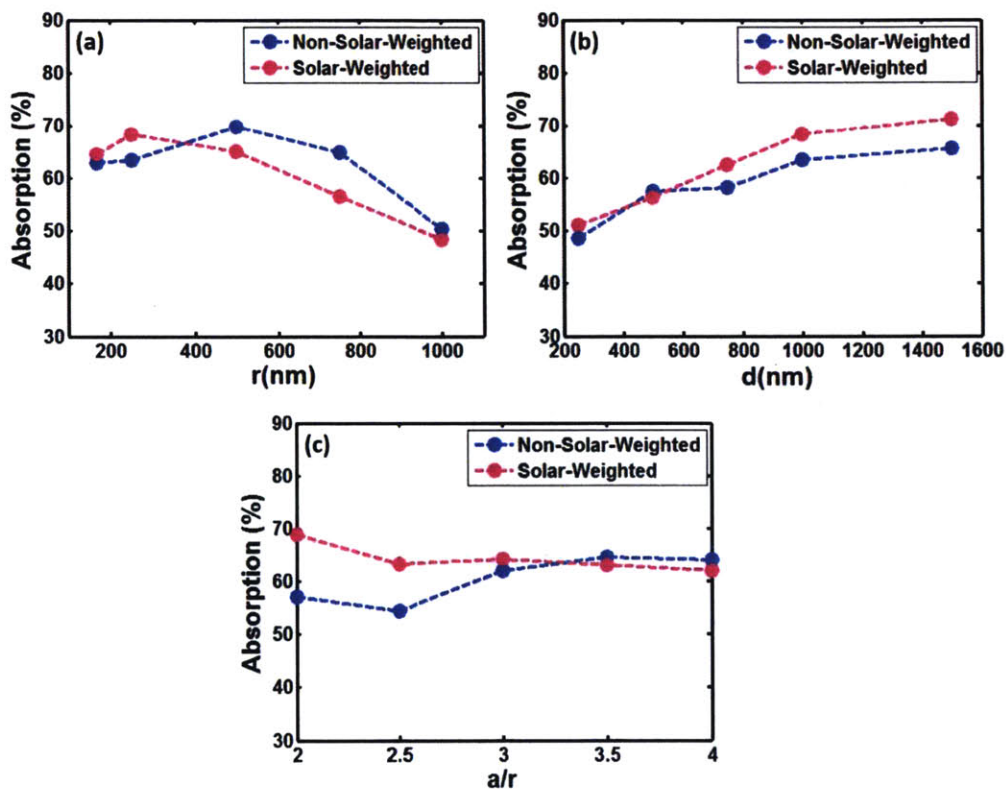 (a)
Non-Solar-Weighted
Solar-Weighted
Absorption (%)
90
80
70
60
50
40
30
200 400 600 800 1000
r(nm)
(b)
Non-Solar-Weighted
Solar-Weighted
Absorption (%)
90
80
70
60
50
40
30
200 400 600 800 1000 1200 1400 1600
d(nm)
(c)
Non-Solar-Weighted
Solar-Weighted
Absorption (%)
90
80
70
60
50
40
30
2 2.5 3 3.5 4
a/r